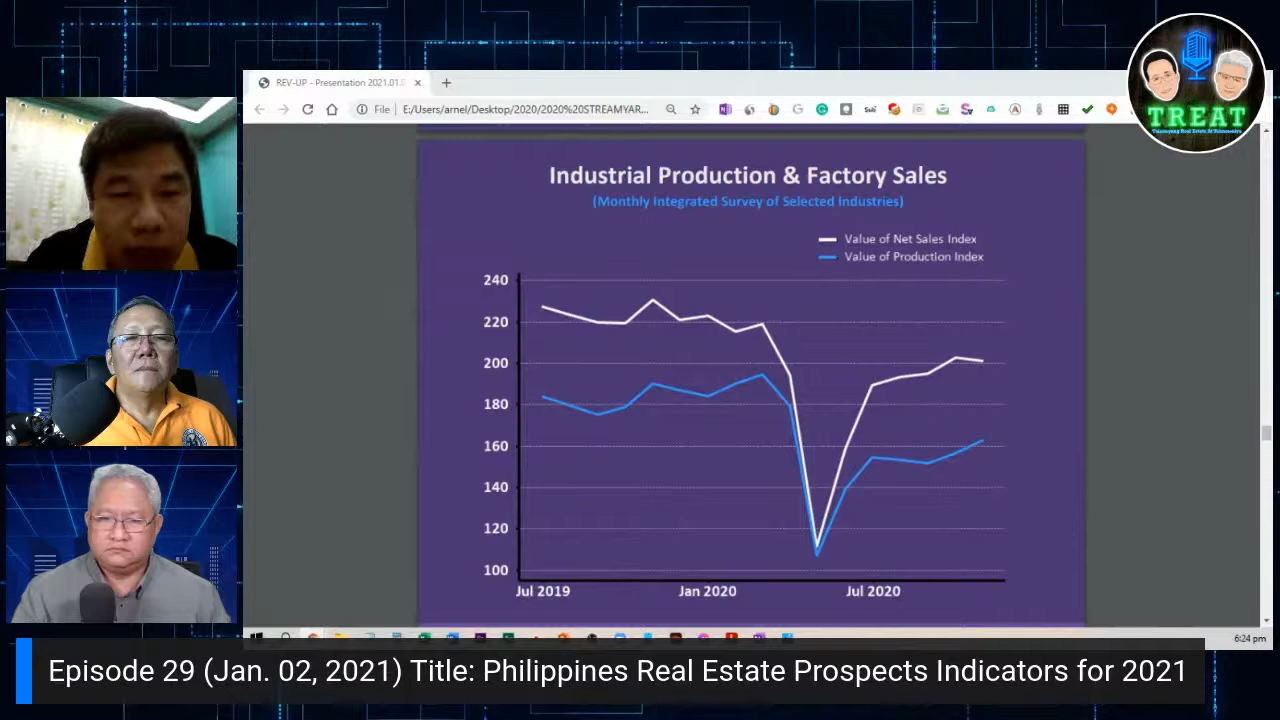 REV-UP - Presentation 2021.01.0
File
E:/Users/arnel/Desktop/2020/2020%20STREAMYAR...
TREAT
Industrial Production & Factory Sales
(Monthly Integrated Survey of Selected Industries)
Value of Net Sales Index
Value of Production Index
240
220
200
180
160
140
120
100
Jul 2019
Jan 2020
Jul 2020
6:24 pm
Episode 29 (Jan. 02, 2021) Title: Philippines Real Estate Prospects Indicators for 2021